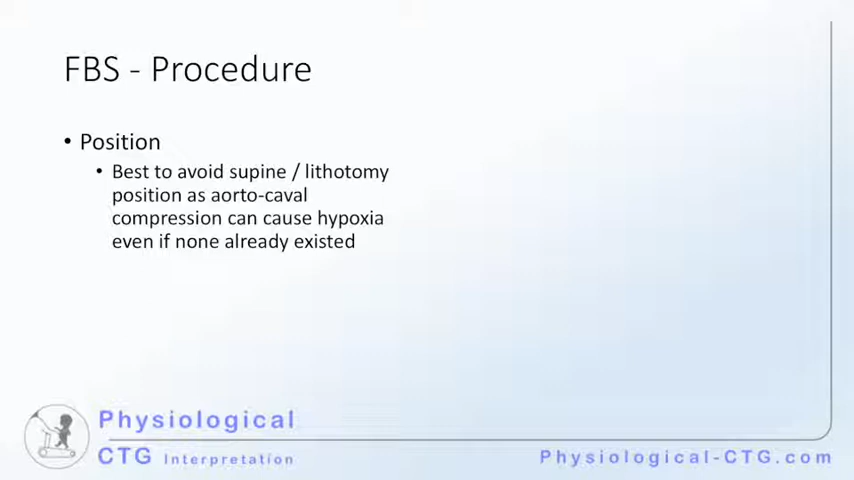 FBS - Procedure
• Position
• Best to avoid supine / lithotomy
position as aorto-caval
compression can cause hypoxia
even if none already existed
Physiological
CTG Interpretation
Physiological-CTG.com